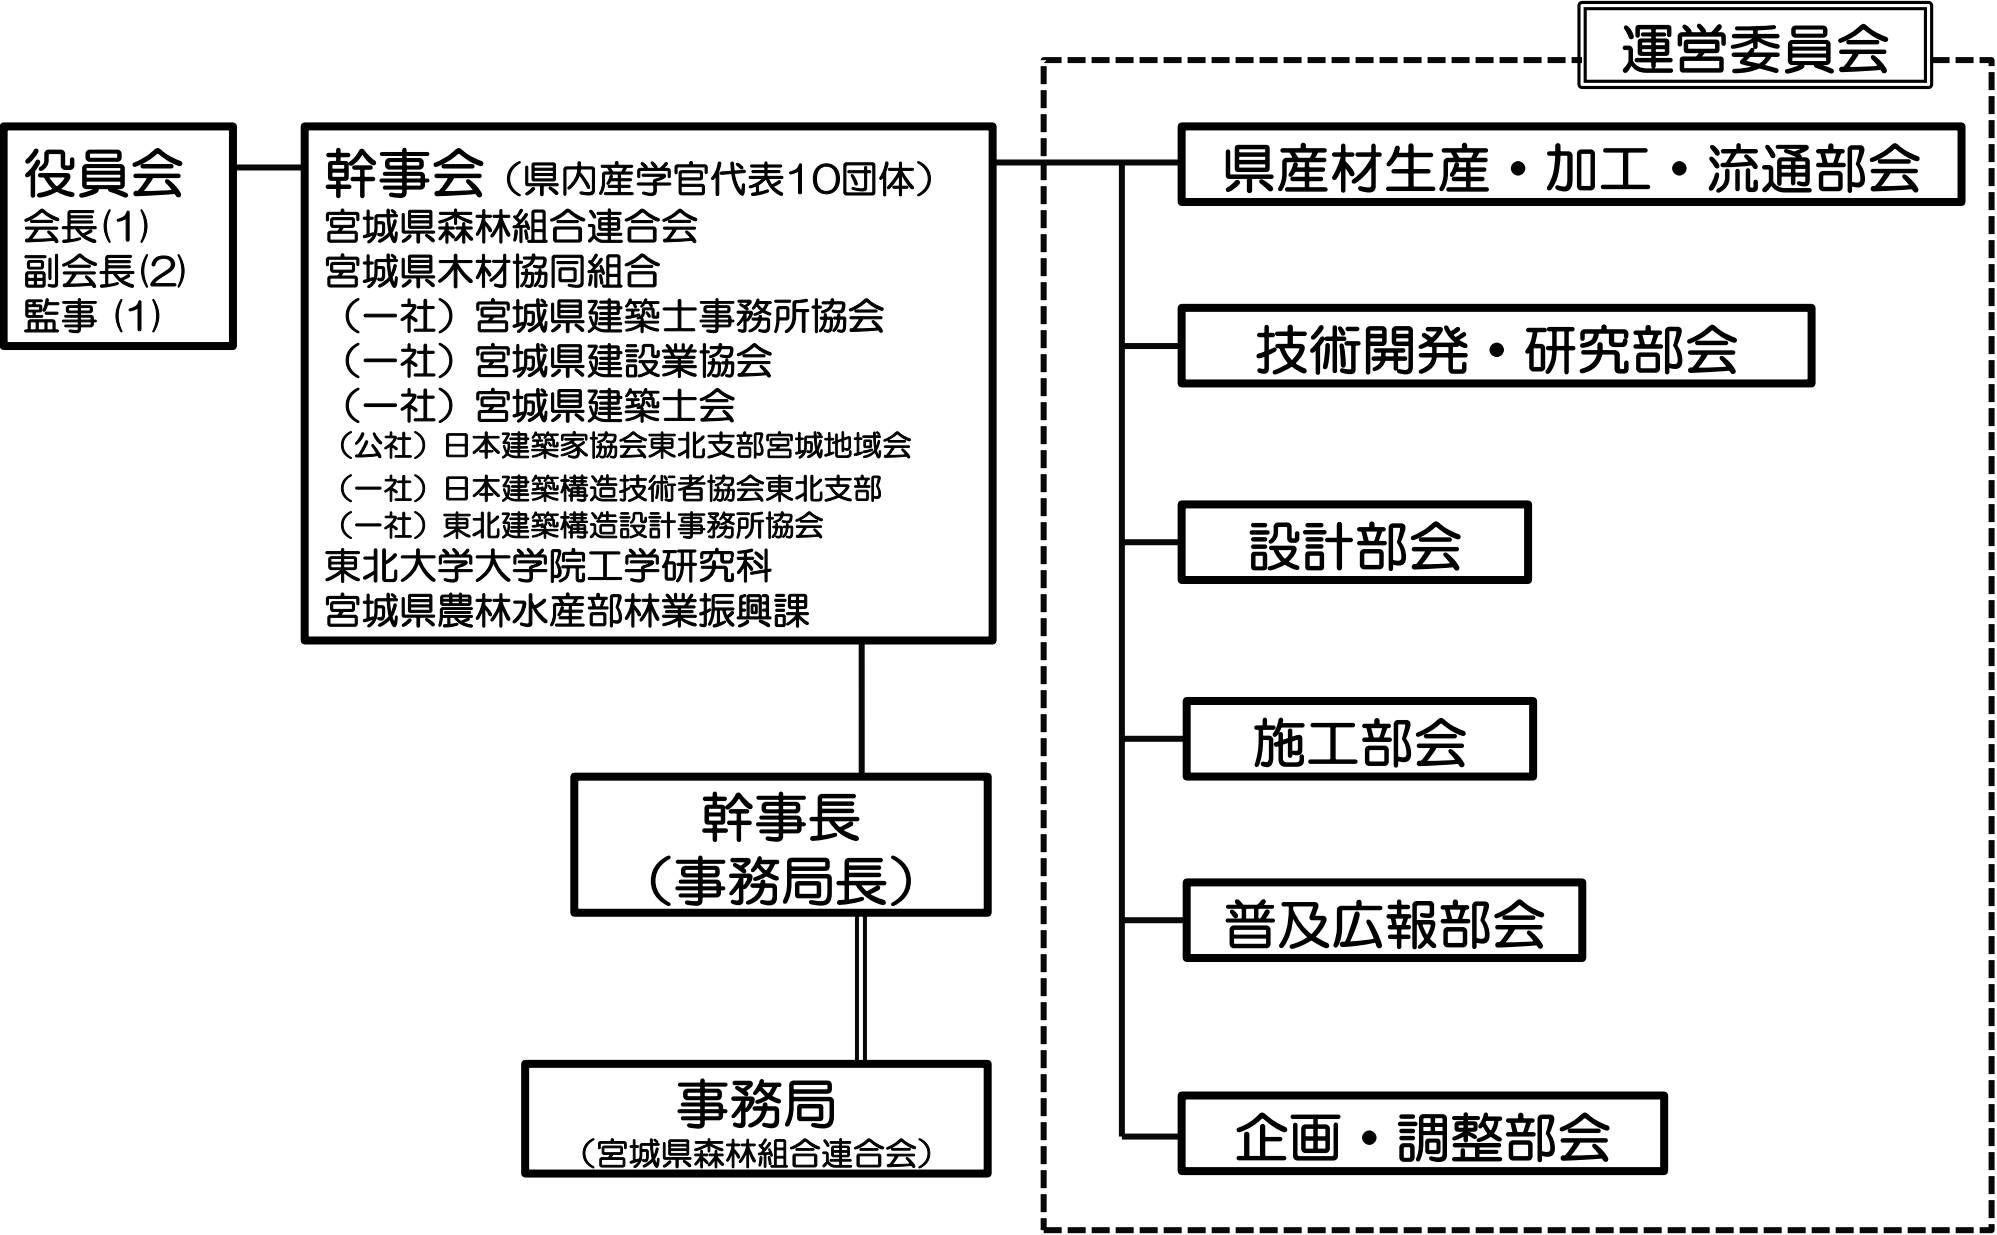 運営委員会
役員会
会長(1)
副会長(2)
監事 (1)
幹事会（県内産学官代表10団体）
宮城県森林組合連合会
宮城県木材協同組合
（一社）宮城県建築士事務所協会
（一社）宮城県建設業協会
（一社）宮城県建築士会
（公社）日本建築家協会東北支部宮城地域会
（一社）日本建築構造技術者協会東北支部
（一社）東北建築構造設計事務所協会
東北大学大学院工学研究科
宮城県農林水産部林業振興課
幹事長
（事務局長）
事務局
（宮城県森林組合連合会）
県産材生産・加工・流通部会
技術開発・研究部会
設計部会
施工部会
普及広報部会
企画・調整部会